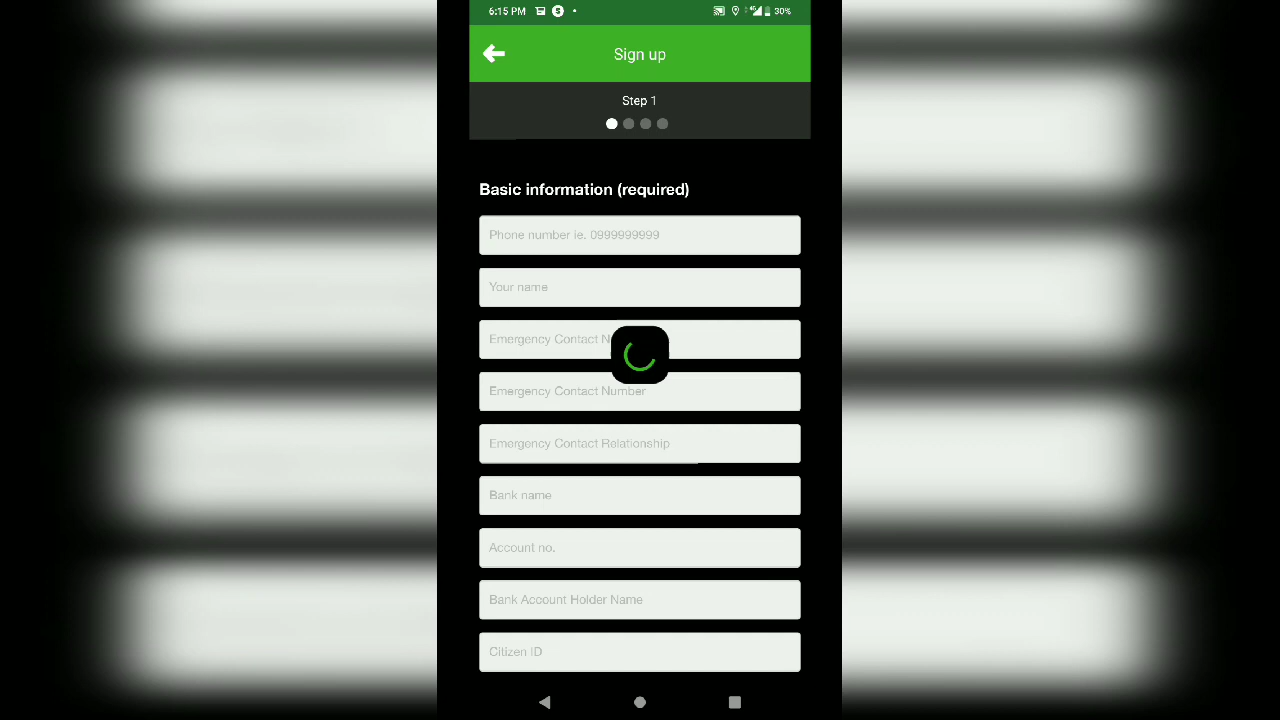 6:15 PM S 4G 30%
Sign up
Step 1
Basic information (required)
Phone number ie. 0999999999
Your name
Emergency Contact N
Emergency Contact Number
Emergency Contact Relationship
Bank name
Account no.
Bank Account Holder Name
Citizen ID